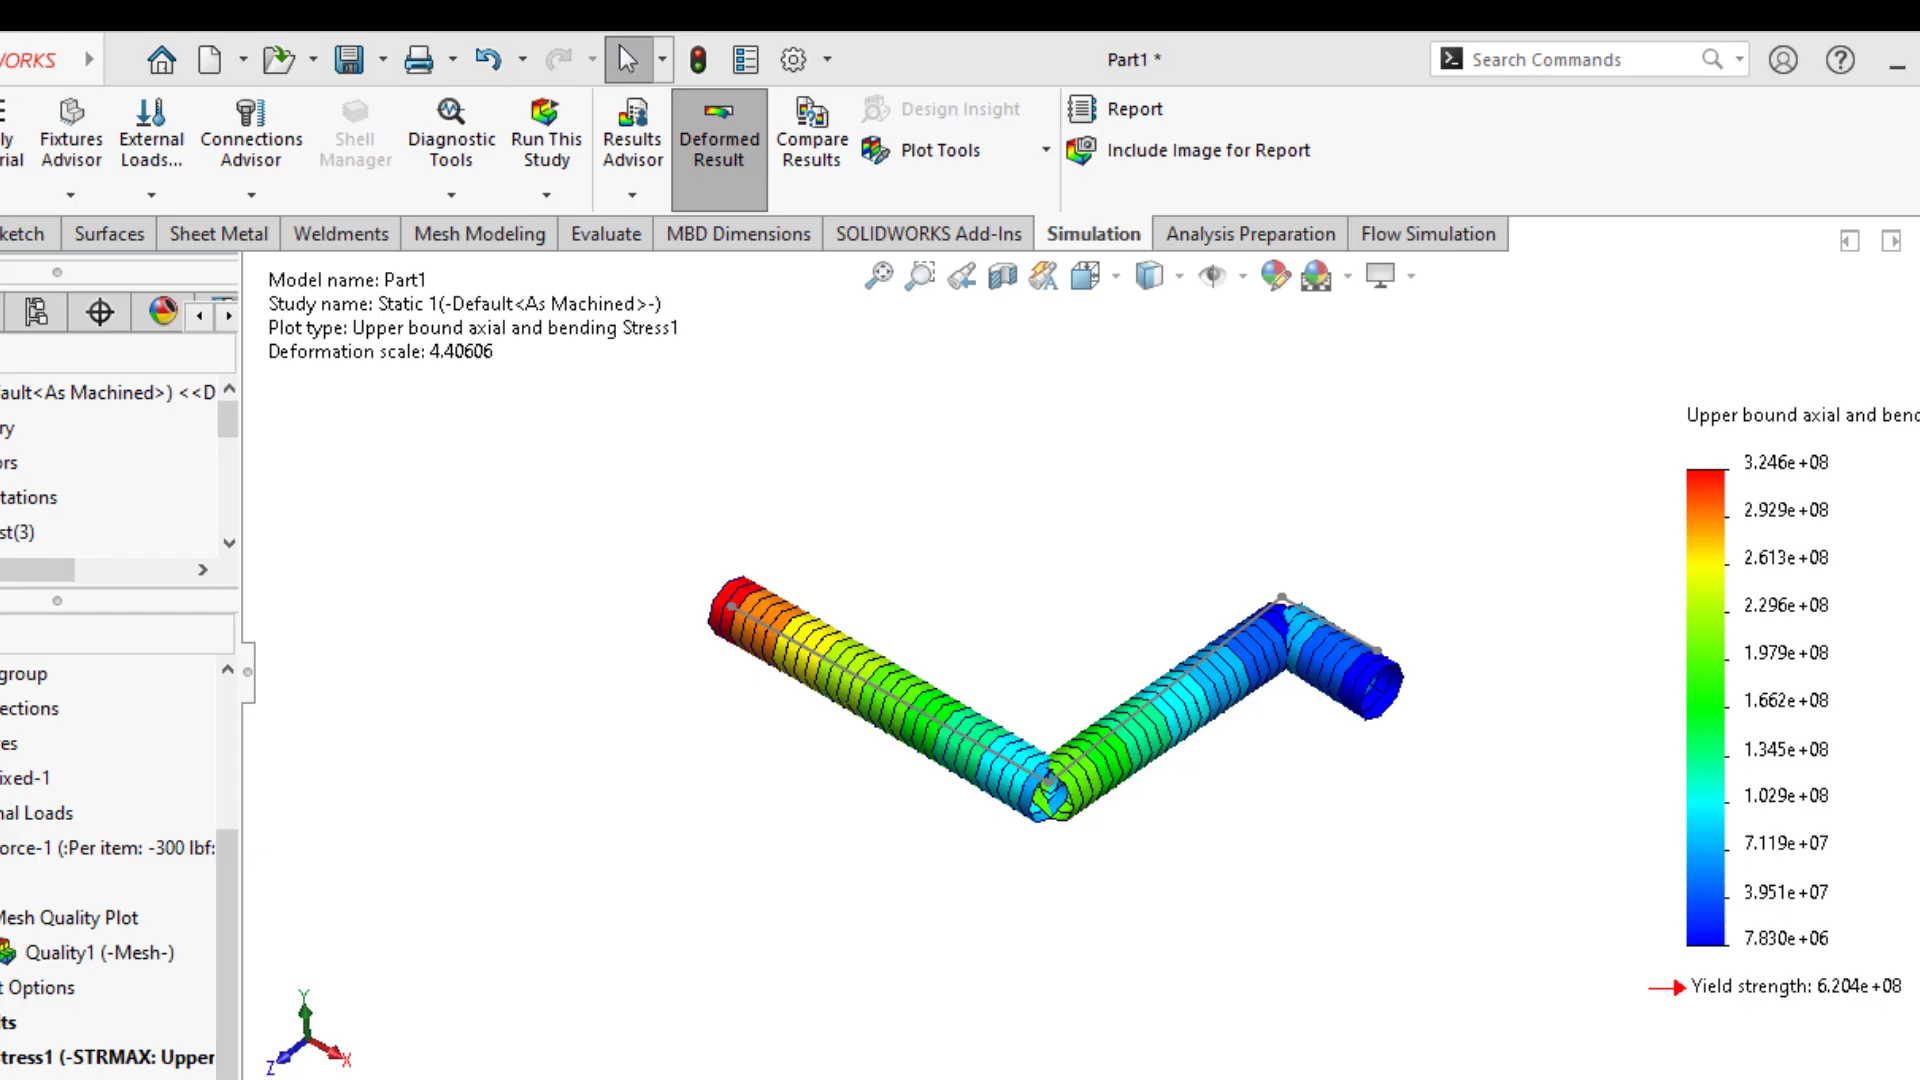 ORKS
Part1 *
Search Commands
Fixtures Advisor
External Loads...
Connections Advisor
Shell Manager
Diagnostic Tools
Run This Study
Results Advisor
Deformed Result
Compare Results
Design Insight
Plot Tools
Report
Include Image for Report
ketch
Surfaces
Sheet Metal
Weldments
Mesh Modeling
Evaluate
MBD Dimensions
SOLIDWORKS Add-Ins
Simulation
Analysis Preparation
Flow Simulation
Model name: Part1
Study name: Static 1(-Default<As Machined>-)
Plot type: Upper bound axial and bending Stress1
Deformation scale: 4.40606
ault<As Machined>) <<D
ry
ors
tations
st(3)
group
ections
res
ixed-1
nal Loads
orce-1 (:Per item: -300 lbf:
Mesh Quality Plot
Quality1 (-Mesh-)
t Options
lts
tress1 (-STRMAX: Upper
Upper bound axial and bend
3.246e+08
2.929e+08
2.613e+08
2.296e+08
1.979e+08
1.662e+08
1.345e+08
1.029e+08
7.119e+07
3.951e+07
7.830e+06
Yield strength: 6.204e+08
Y
Z
X